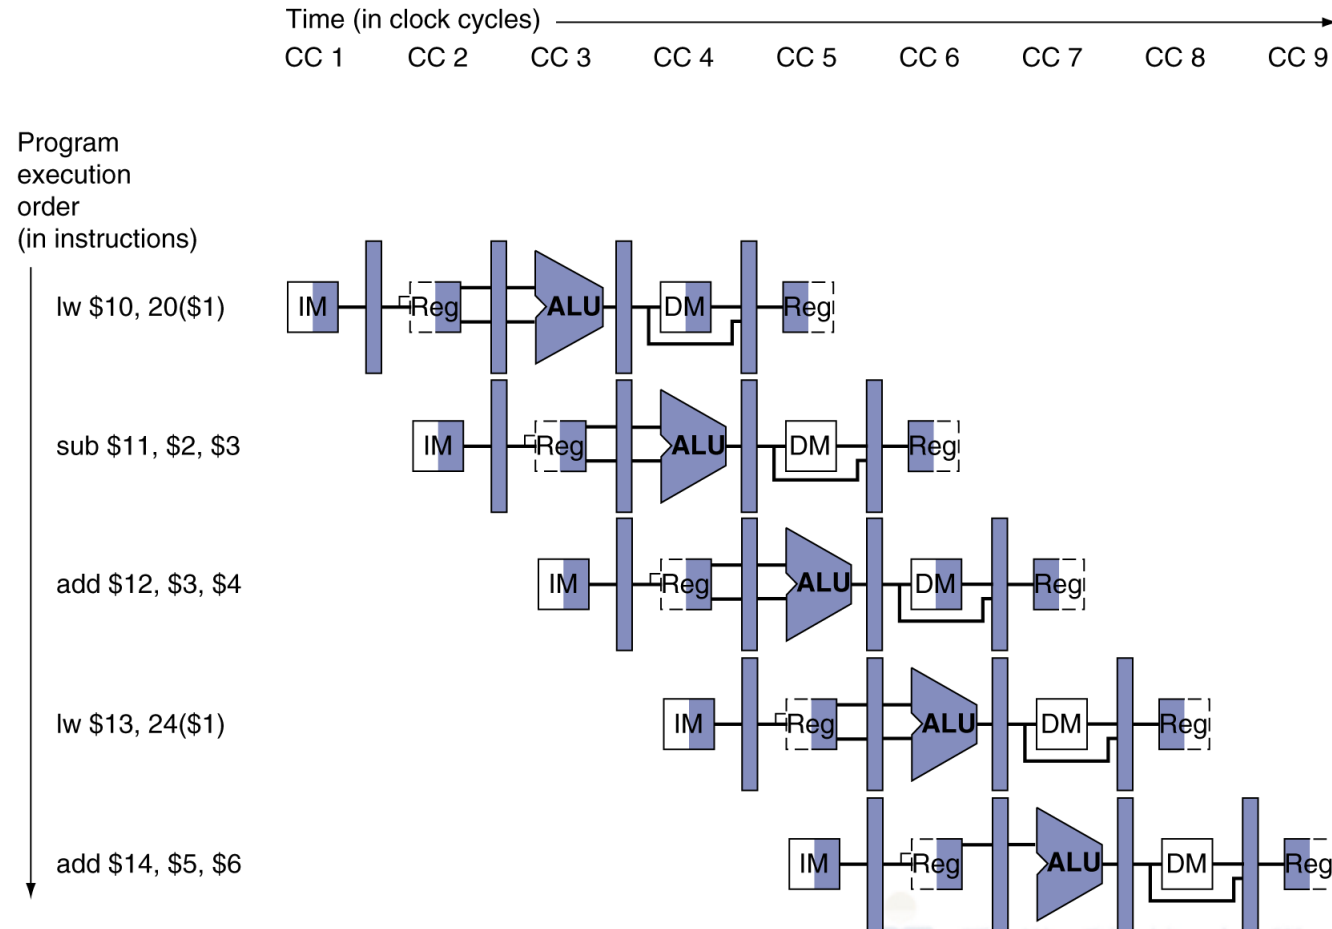 Time (in clock cycles)
CC 1 CC 2 CC 3 CC 4 CC 5 CC 6 CC 7 CC 8 CC 9
Program
execution
order
(in instructions)
lw $10, 20($1) IM Reg ALU DM Reg
sub $11, $2, $3 IM Reg ALU DM Reg
add $12, $3, $4 IM Reg ALU DM Reg
lw $13, 24($1) IM Reg ALU DM Reg
add $14, $5, $6 IM Reg ALU DM Reg